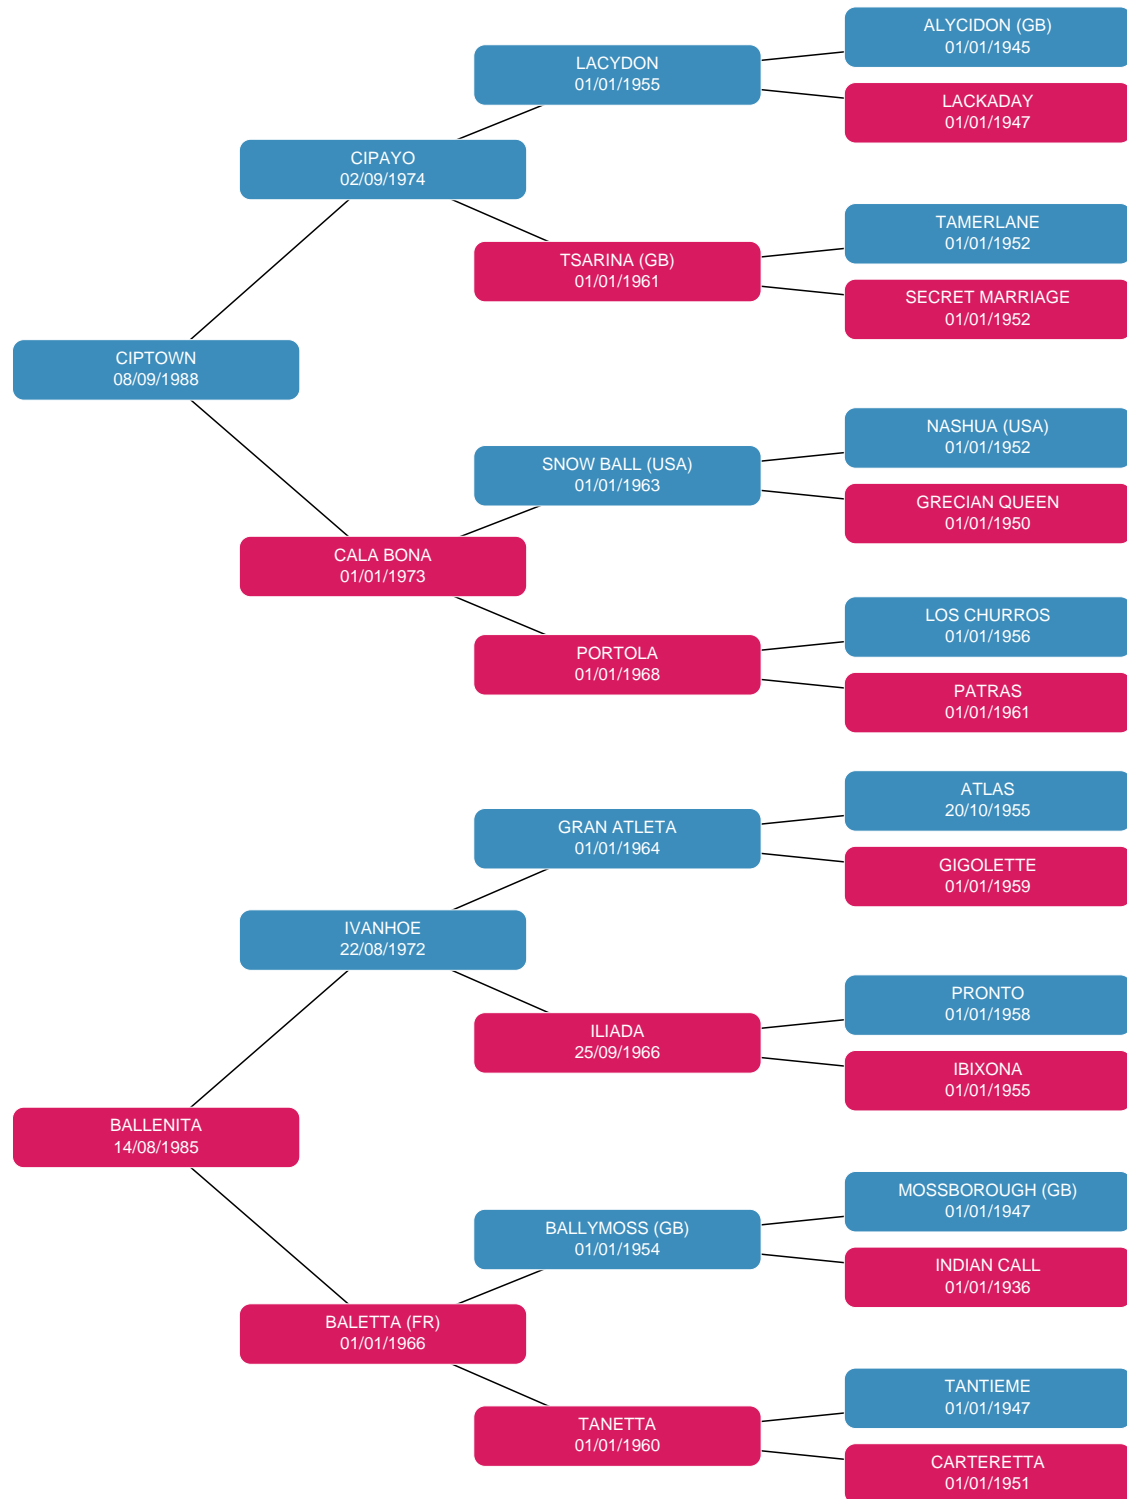 ALYCIDON (GB)
01/01/1945
LACYDON
01/01/1955
LACKADAY
01/01/1947
CIPAYO
02/09/1974
TAMERLANE
01/01/1952
TSARINA (GB)
01/01/1961
SECRET MARRIAGE
01/01/1952
CIPTOWN
08/09/1988
NASHUA (USA)
01/01/1952
SNOW BALL (USA)
01/01/1963
GRECIAN QUEEN
01/01/1950
CALA BONA
01/01/1973
LOS CHURROS
01/01/1956
PORTOLA
01/01/1968
PATRAS
01/01/1961
ATLAS
20/10/1955
GRAN ATLETA
01/01/1964
GIGOLETTE
01/01/1959
IVANHOE
22/08/1972
PRONTO
01/01/1958
ILIADA
25/09/1966
IBIXONA
01/01/1955
BALLENITA
14/08/1985
MOSSBOROUGH (GB)
01/01/1947
BALLYMOSS (GB)
01/01/1954
INDIAN CALL
01/01/1936
BALETTA (FR)
01/01/1966
TANTIEME
01/01/1947
TANETTA
01/01/1960
CARTERETTA
01/01/1951